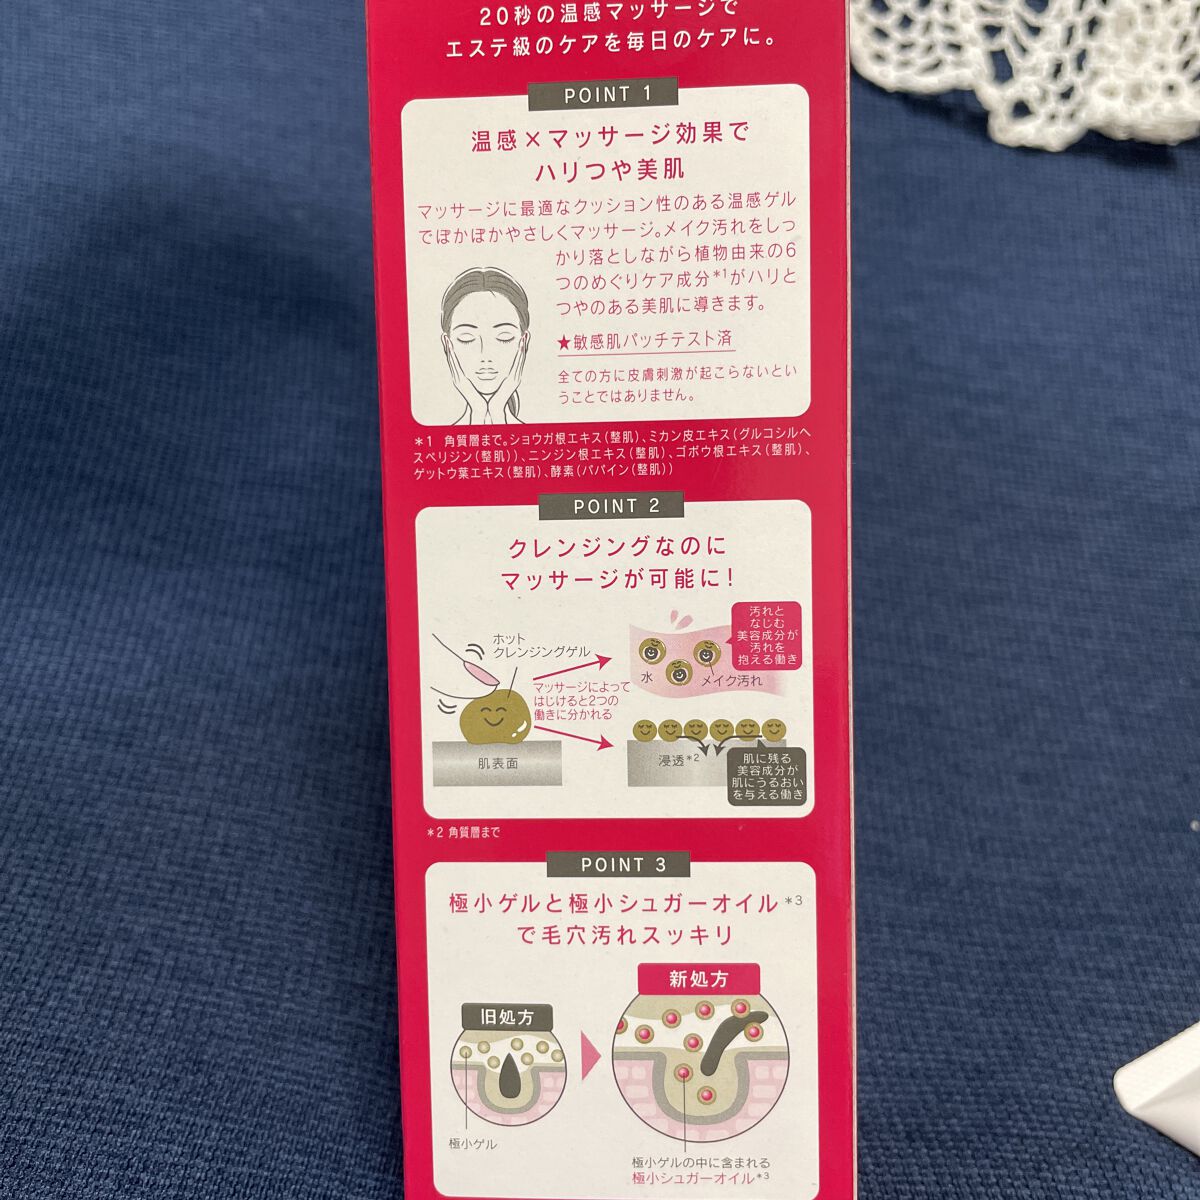 20秒の温感マッサージで
エステ級のケアを毎日のケアに。
POINT 1
温感×マッサージ効果で
ハリつや美肌
マッサージに最適なクッション性のある温感ゲル
でぽかぽかやさしくマッサージ。メイク汚れをしっ
かり落としながら植物由来の6
つのめぐりケア成分*1がハリと
つやのある美肌に導きます。
★敏感肌パッチテスト済
全ての方に皮膚刺激が起こらないとい
うことではありません。
*1 角質層まで。ショウガ根エキス(整肌)、ミカン皮エキス(グルコシルヘ
スペリジン(整肌))、ニンジン根エキス(整肌)、ゴボウ根エキス(整肌)、
ゲットウ葉エキス(整肌)、酵素(パパイン(整肌))
POINT 2
クレンジングなのに
マッサージが可能に!
ホット
クレンジングゲル
マッサージによって
はじけると2つの
働きに分かれる
肌表面
汚れと
なじむ
美容成分が
汚れを
抱える働き
水
メイク汚れ
浸透*2
肌に残る
美容成分が
肌にうるおい
を与える働き
*2 角質層まで
POINT 3
極小ゲルと極小シュガーオイル*3
で毛穴汚れスッキリ
旧処方
新処方
極小ゲル
極小ゲルの中に含まれる
極小シュガーオイル*3